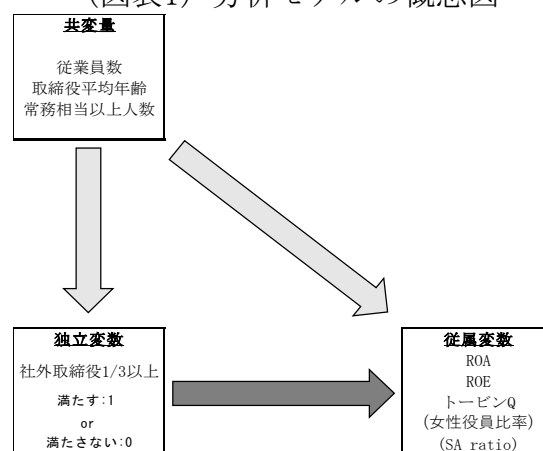 (図表1) 分析モデルの概念図
共変量
従業員数
取締役平均年齢
常務相当以上人数
独立変数
社外取締役1/3以上
満たす:1
or
満たさない:0
従属変数
ROA
ROE
トービンQ
(女性役員比率)
(SA ratio)